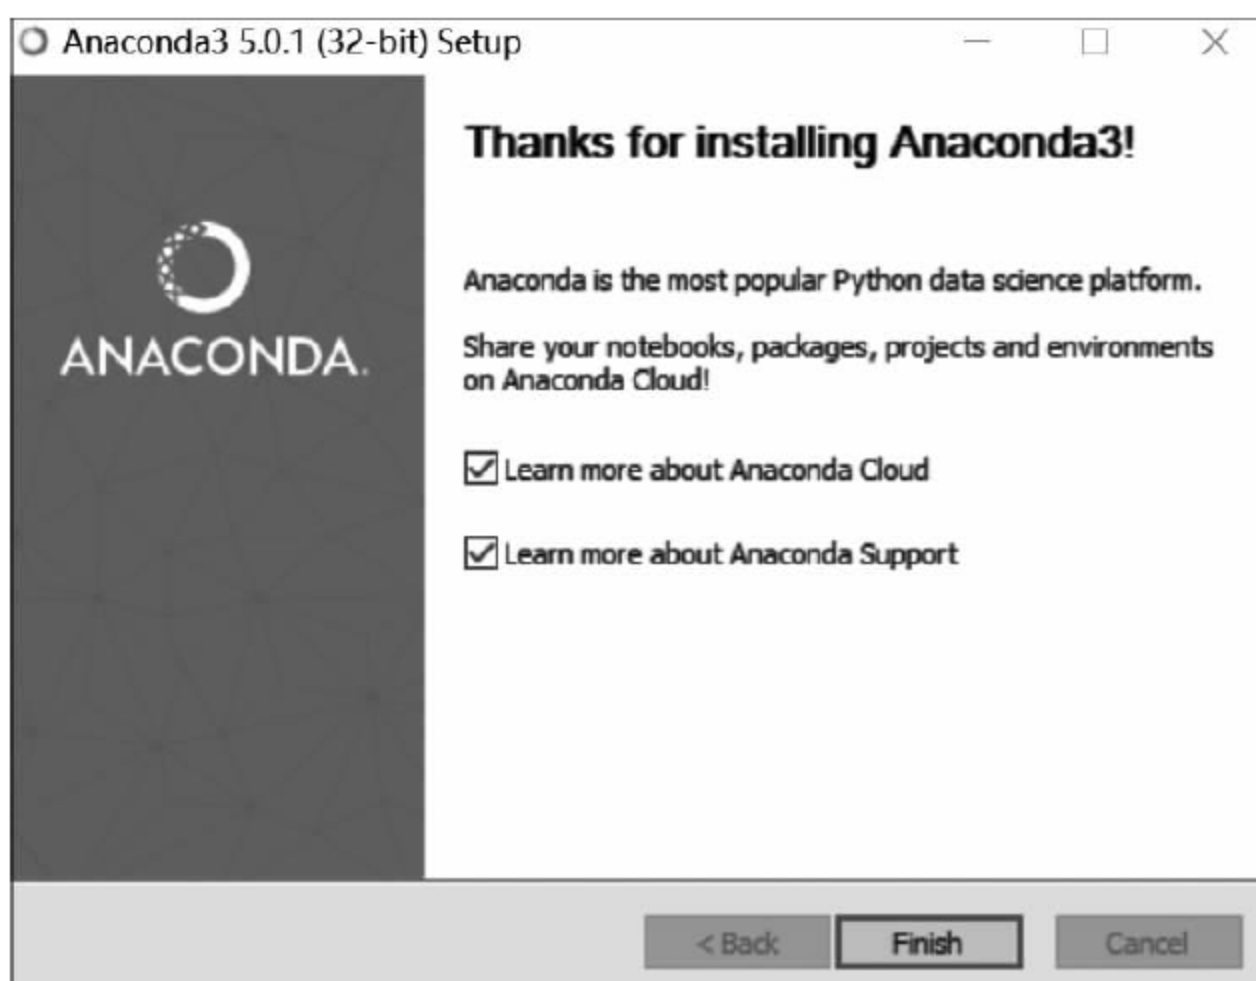 Anaconda3 5.0.1 (32-bit) Setup
Thanks for installing Anaconda3!
ANACONDA.
Anaconda is the most popular Python data science platform.
Share your notebooks, packages, projects and environments
on Anaconda Cloud!
Learn more about Anaconda Cloud
Learn more about Anaconda Support
< Back
Finish
Cancel